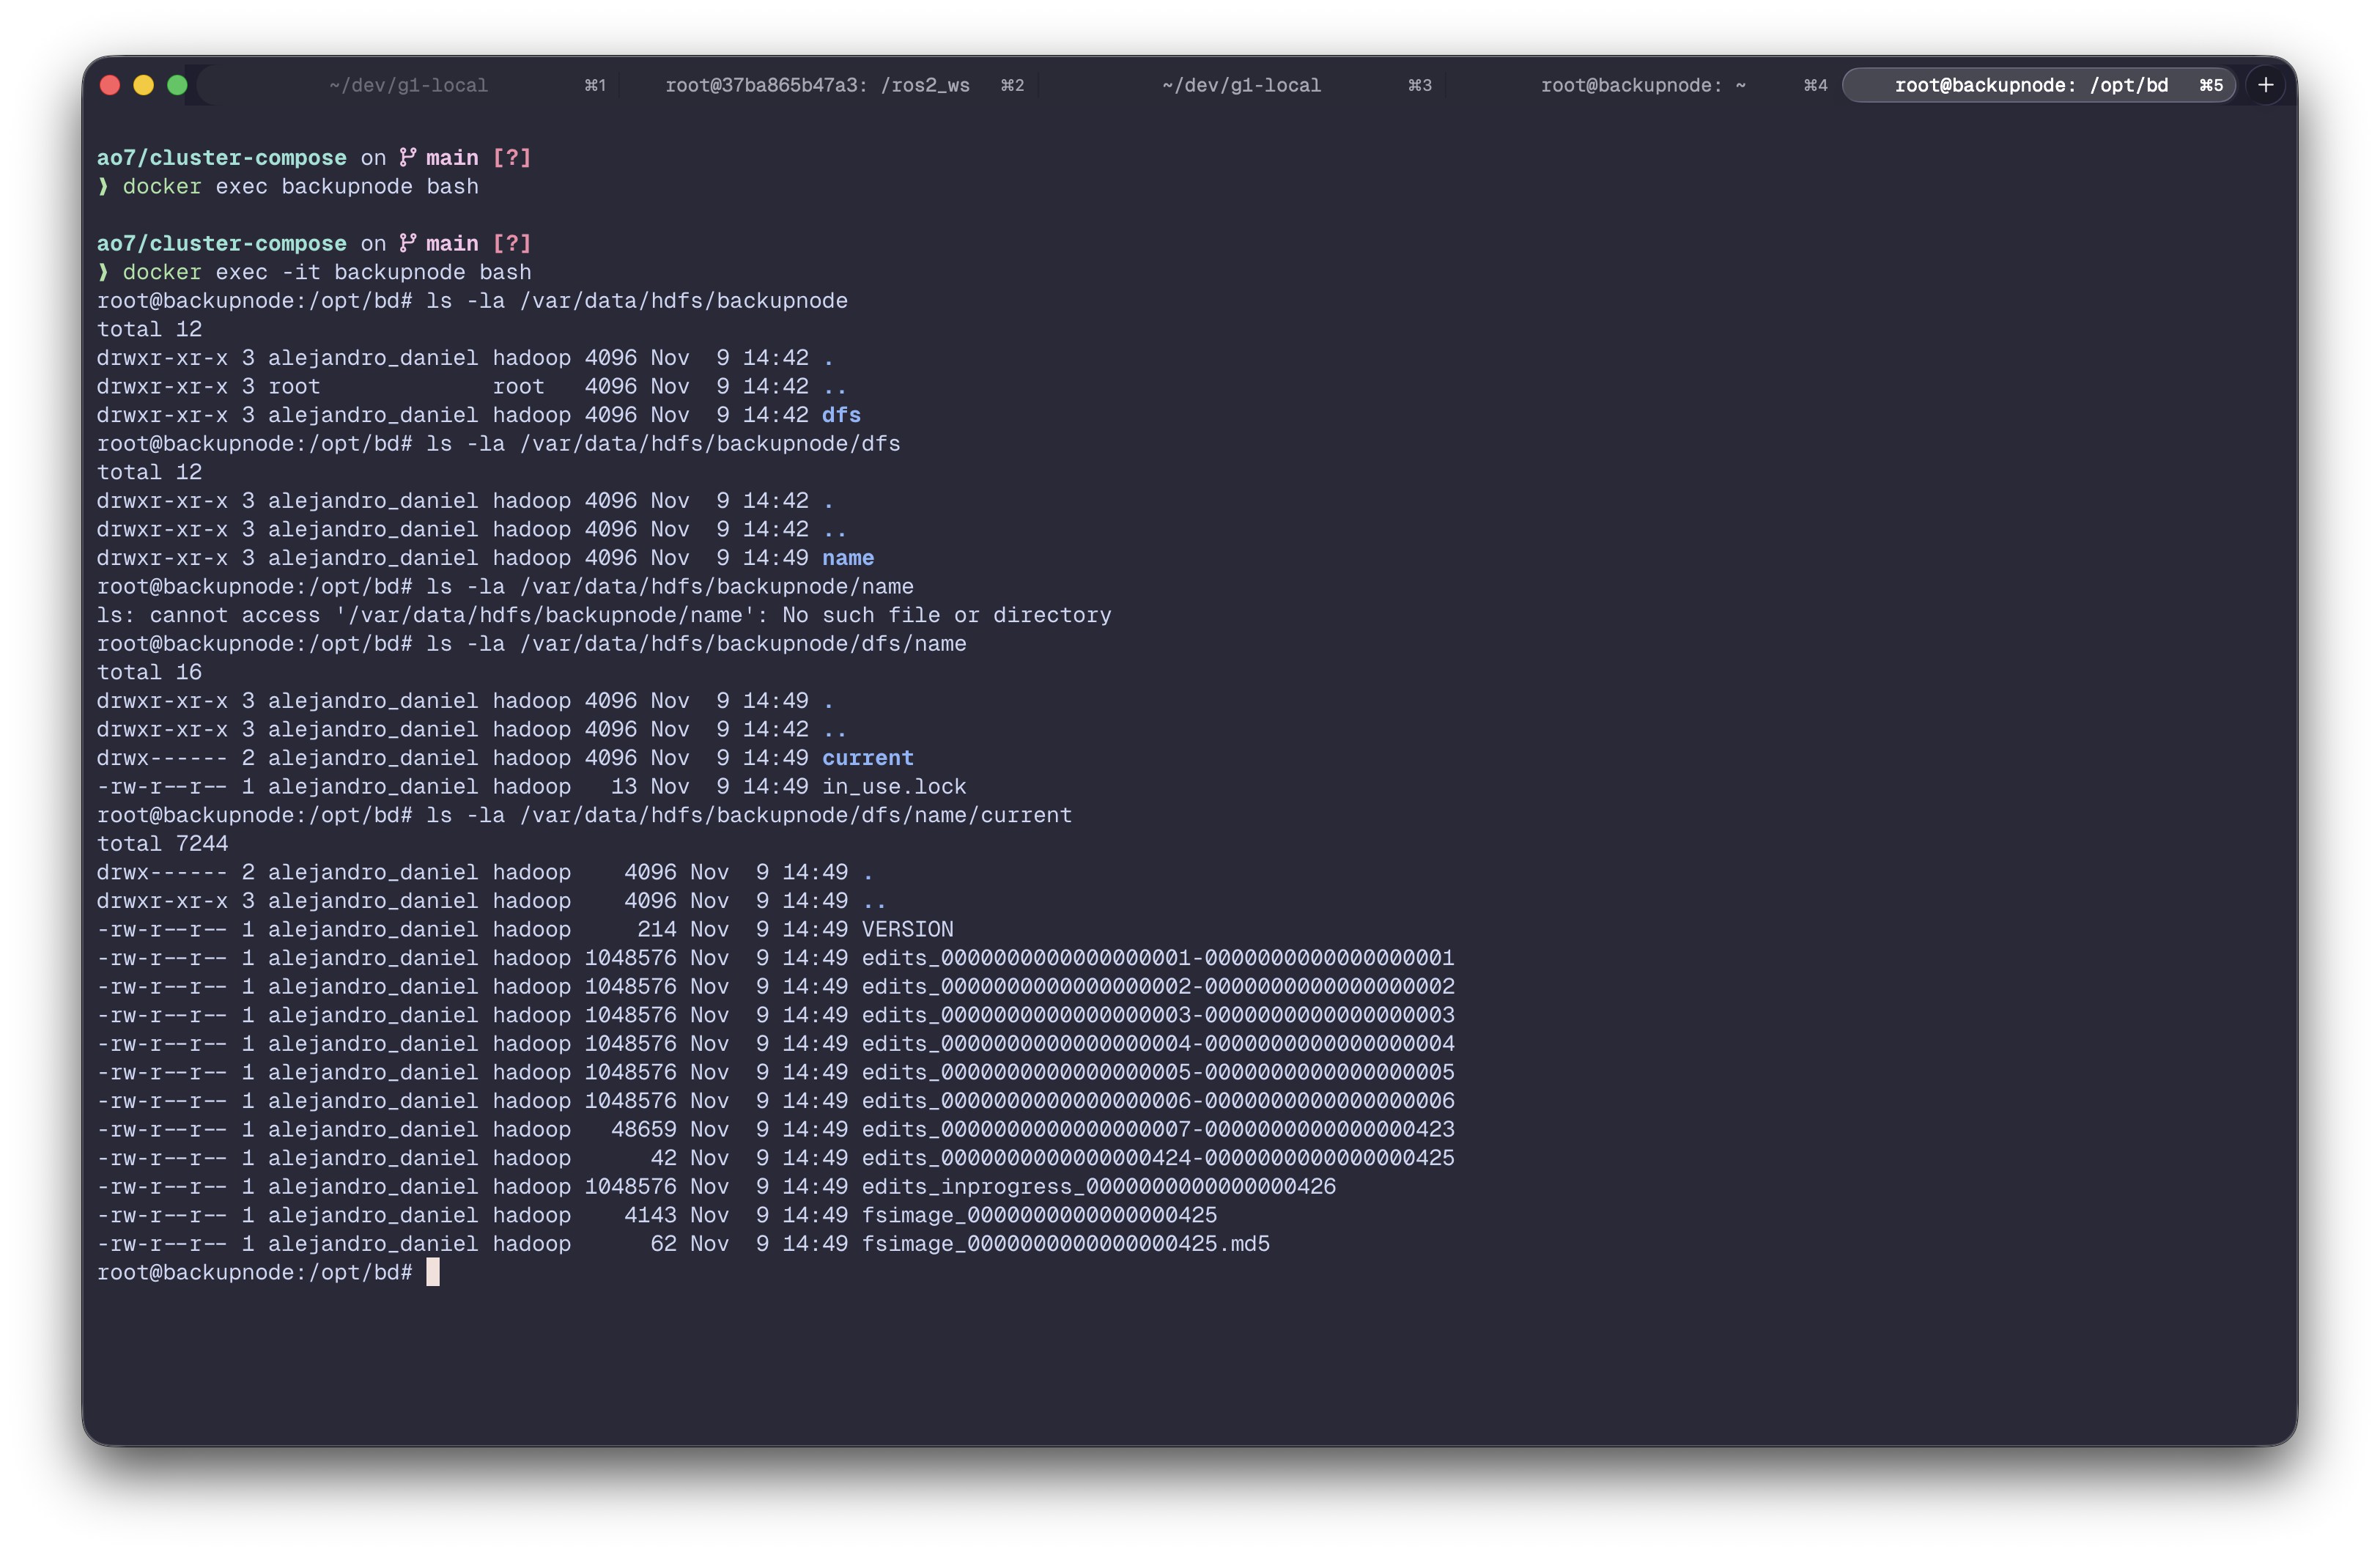 ~/dev/g1-local ⌘1 root@37ba865b47a3: /ros2_ws ⌘2 ~/dev/g1-local ⌘3 root@backupnode: ~ ⌘4 root@backupnode: /opt/bd ⌘5 +
ao7/cluster-compose on main [?]
❯ docker exec backupnode bash
ao7/cluster-compose on main [?]
❯ docker exec -it backupnode bash
root@backupnode:/opt/bd# ls -la /var/data/hdfs/backupnode
total 12
drwxr-xr-x 3 alejandro_daniel hadoop 4096 Nov  9 14:42 .
drwxr-xr-x 3 root             root   4096 Nov  9 14:42 ..
drwxr-xr-x 3 alejandro_daniel hadoop 4096 Nov  9 14:42 dfs
root@backupnode:/opt/bd# ls -la /var/data/hdfs/backupnode/dfs
total 12
drwxr-xr-x 3 alejandro_daniel hadoop 4096 Nov  9 14:42 .
drwxr-xr-x 3 alejandro_daniel hadoop 4096 Nov  9 14:42 ..
drwxr-xr-x 3 alejandro_daniel hadoop 4096 Nov  9 14:49 name
root@backupnode:/opt/bd# ls -la /var/data/hdfs/backupnode/name
ls: cannot access '/var/data/hdfs/backupnode/name': No such file or directory
root@backupnode:/opt/bd# ls -la /var/data/hdfs/backupnode/dfs/name
total 16
drwxr-xr-x 3 alejandro_daniel hadoop 4096 Nov  9 14:49 .
drwxr-xr-x 3 alejandro_daniel hadoop 4096 Nov  9 14:42 ..
drwx------ 2 alejandro_daniel hadoop 4096 Nov  9 14:49 current
-rw-r--r-- 1 alejandro_daniel hadoop   13 Nov  9 14:49 in_use.lock
root@backupnode:/opt/bd# ls -la /var/data/hdfs/backupnode/dfs/name/current
total 7244
drwx------ 2 alejandro_daniel hadoop    4096 Nov  9 14:49 .
drwxr-xr-x 3 alejandro_daniel hadoop    4096 Nov  9 14:49 ..
-rw-r--r-- 1 alejandro_daniel hadoop     214 Nov  9 14:49 VERSION
-rw-r--r-- 1 alejandro_daniel hadoop 1048576 Nov  9 14:49 edits_0000000000000000001-0000000000000000001
-rw-r--r-- 1 alejandro_daniel hadoop 1048576 Nov  9 14:49 edits_0000000000000000002-0000000000000000002
-rw-r--r-- 1 alejandro_daniel hadoop 1048576 Nov  9 14:49 edits_0000000000000000003-0000000000000000003
-rw-r--r-- 1 alejandro_daniel hadoop 1048576 Nov  9 14:49 edits_0000000000000000004-0000000000000000004
-rw-r--r-- 1 alejandro_daniel hadoop 1048576 Nov  9 14:49 edits_0000000000000000005-0000000000000000005
-rw-r--r-- 1 alejandro_daniel hadoop 1048576 Nov  9 14:49 edits_0000000000000000006-0000000000000000006
-rw-r--r-- 1 alejandro_daniel hadoop   48659 Nov  9 14:49 edits_0000000000000000007-0000000000000000423
-rw-r--r-- 1 alejandro_daniel hadoop      42 Nov  9 14:49 edits_0000000000000000424-0000000000000000425
-rw-r--r-- 1 alejandro_daniel hadoop 1048576 Nov  9 14:49 edits_inprogress_0000000000000000426
-rw-r--r-- 1 alejandro_daniel hadoop    4143 Nov  9 14:49 fsimage_0000000000000000425
-rw-r--r-- 1 alejandro_daniel hadoop      62 Nov  9 14:49 fsimage_0000000000000000425.md5
root@backupnode:/opt/bd#